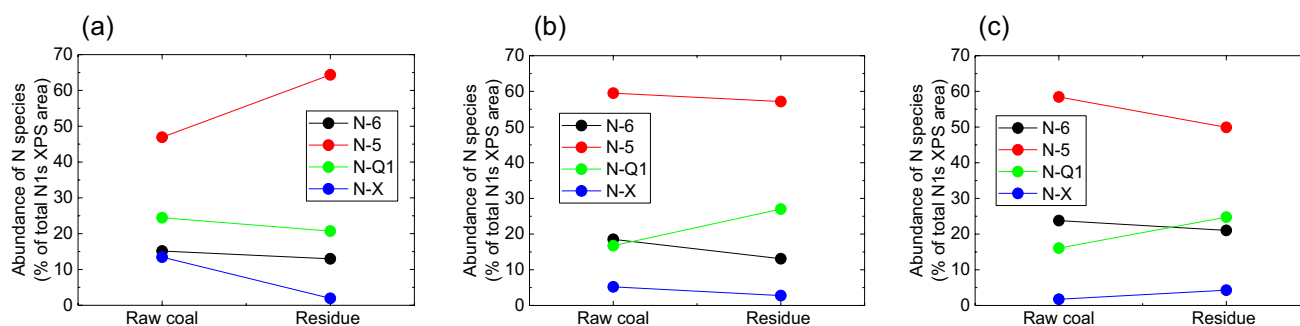 (a)
Abundance of N species
(% of total N1s XPS area)
70
60
50
40
30
20
10
0
N-6
N-5
N-Q1
N-X
Raw coal
Residue
(b)
Abundance of N species
(% of total N1s XPS area)
70
60
50
40
30
20
10
0
N-6
N-5
N-Q1
N-X
Raw coal
Residue
(c)
Abundance of N species
(% of total N1s XPS area)
70
60
50
40
30
20
10
0
N-6
N-5
N-Q1
N-X
Raw coal
Residue